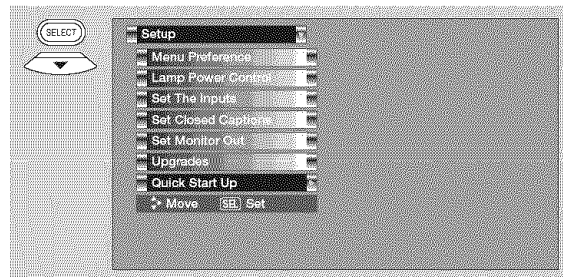 SELECT
Setup
Menu Preference
Lamp Power Control
Set The Inputs
Set Closed Captions
Set Monitor Out
Upgrades
Quick Start Up
Move SEL Set